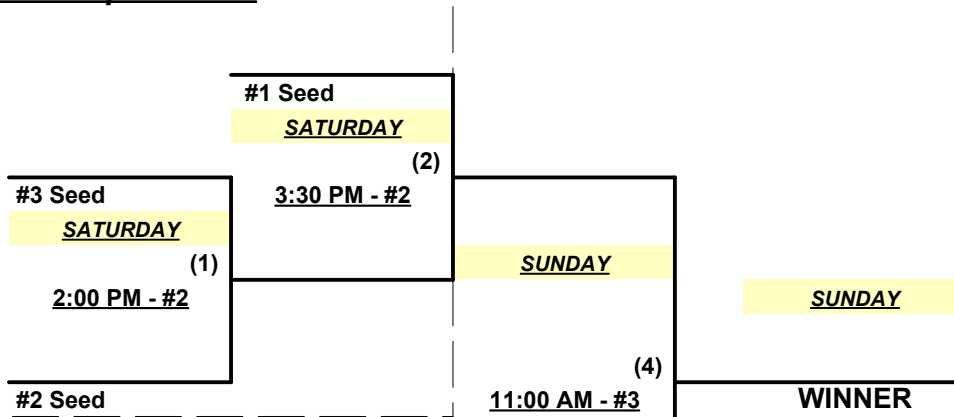 #1 Seed
SATURDAY
(2)
3:30 PM - #2
#3 Seed
SATURDAY
(1)
2:00 PM - #2
#2 Seed
SUNDAY
(4)
11:00 AM - #3
SUNDAY
WINNER